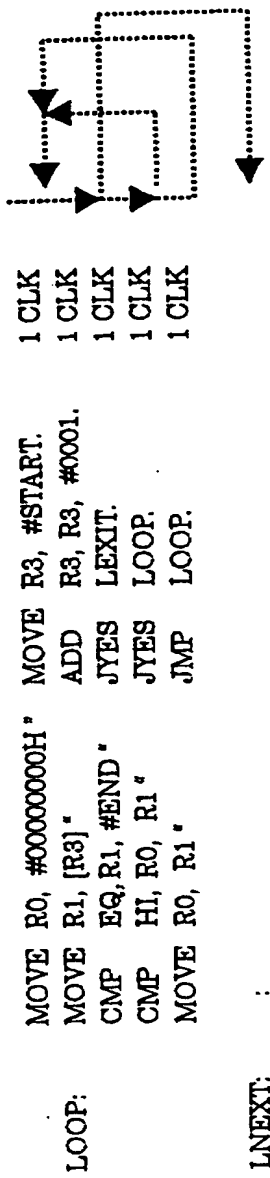 MOVE R0, #00000000H " MOVE R3, #START. 1 CLK
LOOP: MOVE R1, [R3] " ADD R3, R3, #0001. 1 CLK
CMP EQ, R1, #END " JYES LEXIT. 1 CLK
CMP HI, R0, R1 " JYES LOOP. 1 CLK
MOVE R0, R1 " JMP LOOP. 1 CLK
LNEXT: :